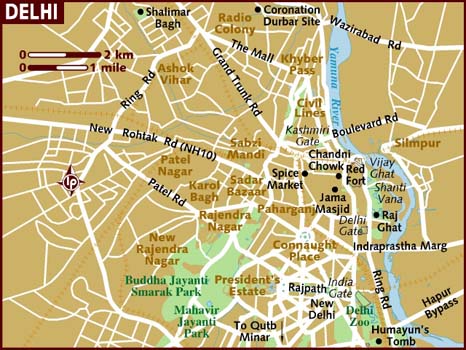 DELHI
0 2 km
0 1 mile
Shalimar
Bagh
Radio
Colony
Coronation
Durbar Site
Wazirabad Rd
The Mall
Khyber
Pass
Ashok
Vihar
Grand Trunk Rd
Ring Rd
Yamuna River
Civil
Lines
Boulevard Rd
Kashmiri
Gate
New Rohtak Rd (NH10)
Sabzi
Mandi
Silmpur
Chandni
Chowk
Red
Fort
Vijay
Ghat
Patel
Nagar
Spice
Market
Shanti
Vana
LP
Karol
Bagh
Sadar
Bazaar
Jama
Masjid
Patel Rd
Paharganj
Rajendra
Nagar
Delhi
Gate
Raj
Ghat
New
Rajendra
Nagar
Connaught
Place
Indraprastha Marg
Buddha Jayanti
Smarak Park
President's
Estate
Rajpath
India
Gate
Ring Rd
New
Delhi
Delhi
Zoo
Hapur
Bypass
Mahavir
Jayanti
Park
To Qutb
Minar
Humayun's
Tomb